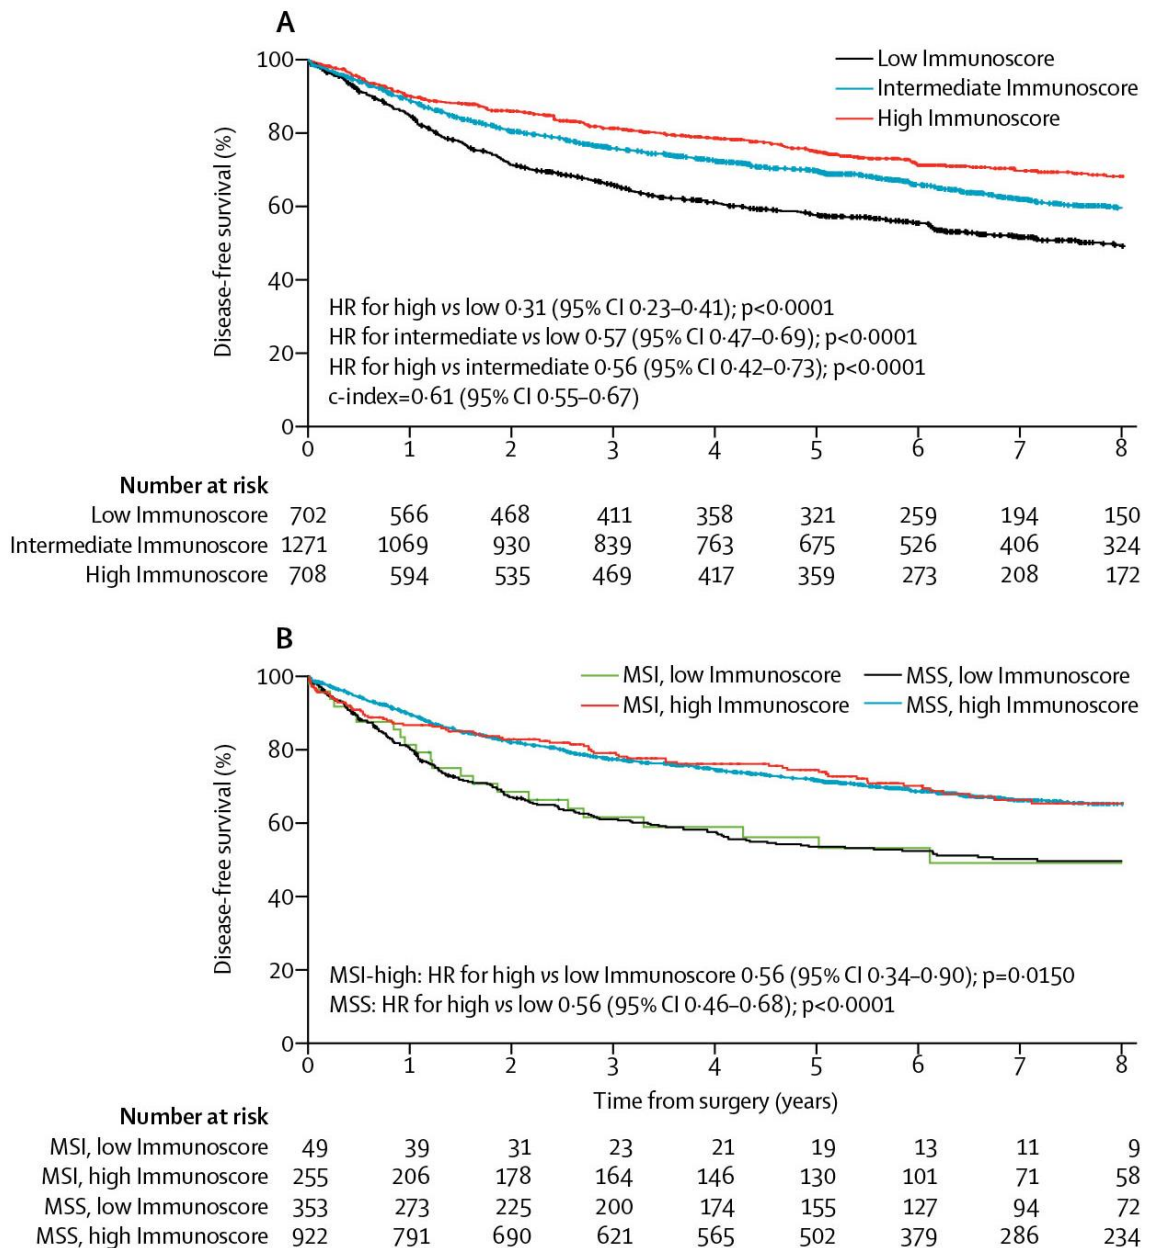 A
100
80
60
40
20
0
Disease-free survival (%)
Low Immunoscore
Intermediate Immunoscore
High Immunoscore
HR for high vs low 0·31 (95% CI 0·23–0·41); p<0·0001
HR for intermediate vs low 0·57 (95% CI 0·47–0·69); p<0·0001
HR for high vs intermediate 0·56 (95% CI 0·42–0·73); p<0·0001
c-index=0·61 (95% CI 0·55–0·67)
0 1 2 3 4 5 6 7 8
Number at risk
Low Immunoscore 702 566 468 411 358 321 259 194 150
Intermediate Immunoscore 1271 1069 930 839 763 675 526 406 324
High Immunoscore 708 594 535 469 417 359 273 208 172
B
100
80
60
40
20
0
Disease-free survival (%)
MSI, low Immunoscore MSS, low Immunoscore
MSI, high Immunoscore MSS, high Immunoscore
MSI-high: HR for high vs low Immunoscore 0·56 (95% CI 0·34–0·90); p=0·0150
MSS: HR for high vs low 0·56 (95% CI 0·46–0·68); p<0·0001
0 1 2 3 4 5 6 7 8
Time from surgery (years)
Number at risk
MSI, low Immunoscore 49 39 31 23 21 19 13 11 9
MSI, high Immunoscore 255 206 178 164 146 130 101 71 58
MSS, low Immunoscore 353 273 225 200 174 155 127 94 72
MSS, high Immunoscore 922 791 690 621 565 502 379 286 234